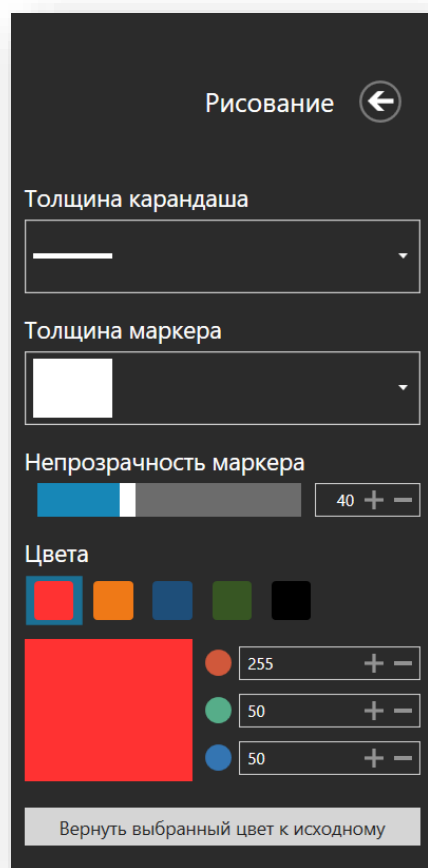 Рисование
Толщина карандаша
Толщина маркера
Непрозрачность маркера
40
Цвета
255
50
50
Вернуть выбранный цвет к исходному